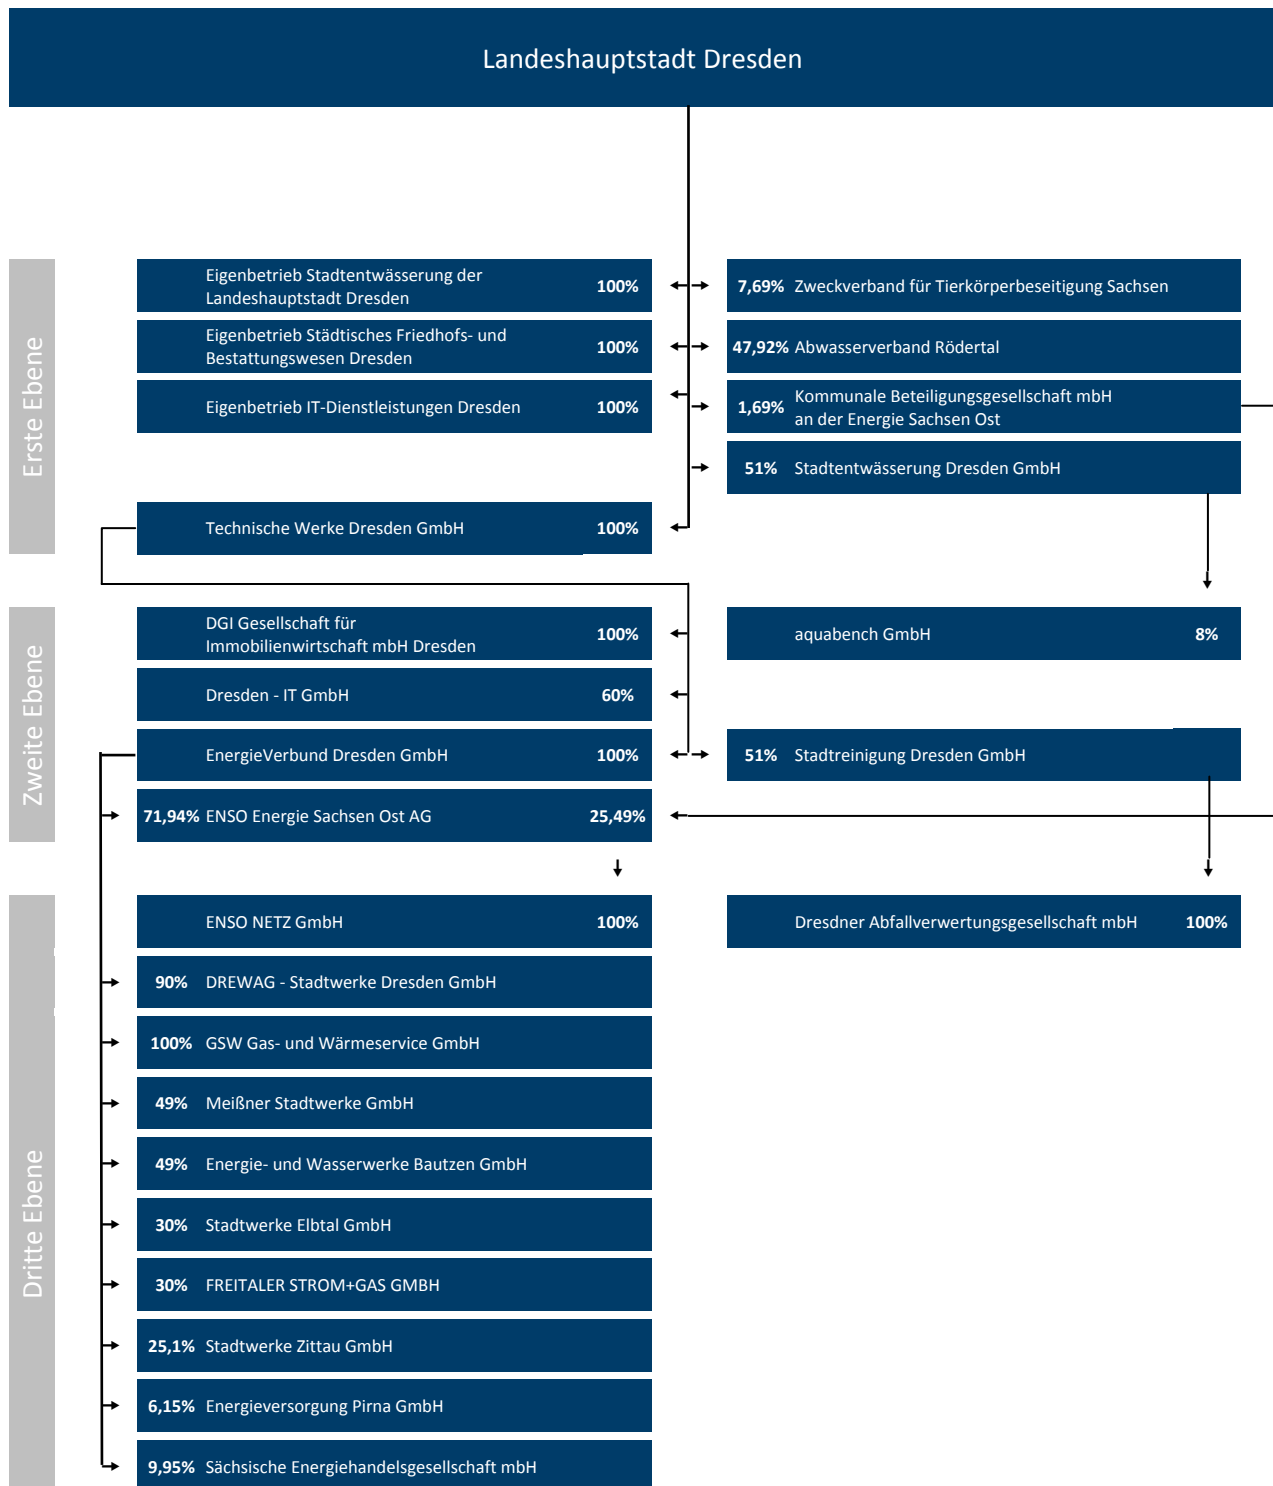 Landeshauptstadt Dresden
Erste Ebene
Eigenbetrieb Stadtentwässerung der
Landeshauptstadt Dresden
100%
7,69% Zweckverband für Tierkörperbeseitigung Sachsen
Eigenbetrieb Städtisches Friedhofs- und
Bestattungswesen Dresden
100%
47,92% Abwasserverband Rödertal
Eigenbetrieb IT-Dienstleistungen Dresden 100%
1,69% Kommunale Beteiligungsgesellschaft mbH
an der Energie Sachsen Ost
51% Stadtentwässerung Dresden GmbH
Technische Werke Dresden GmbH 100%
Zweite Ebene
DGI Gesellschaft für
Immobilienwirtschaft mbH Dresden
100%
aquabench GmbH 8%
Dresden - IT GmbH 60%
EnergieVerbund Dresden GmbH 100%
51% Stadtreinigung Dresden GmbH
71,94% ENSO Energie Sachsen Ost AG 25,49%
Dritte Ebene
ENSO NETZ GmbH 100%
Dresdner Abfallverwertungsgesellschaft mbH 100%
90% DREWAG - Stadtwerke Dresden GmbH
100% GSW Gas- und Wärmeservice GmbH
49% Meißner Stadtwerke GmbH
49% Energie- und Wasserwerke Bautzen GmbH
30% Stadtwerke Elbtal GmbH
30% FREITALER STROM+GAS GMBH
25,1% Stadtwerke Zittau GmbH
6,15% Energieversorgung Pirna GmbH
9,95% Sächsische Energiehandelsgesellschaft mbH